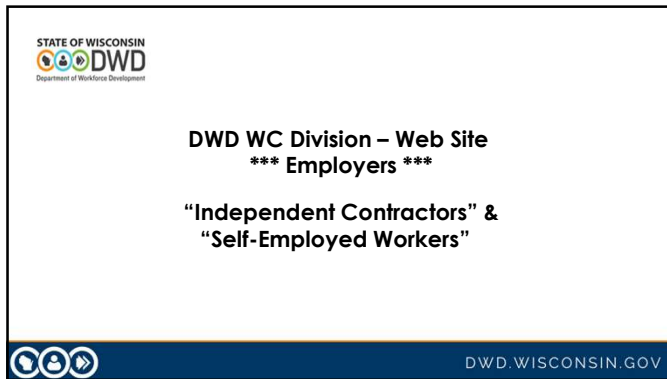 STATE OF WISCONSIN
DWD
Department of Workforce Development
DWD WC Division – Web Site
*** Employers ***
“Independent Contractors” &
“Self-Employed Workers”
DWD.WISCONSIN.GOV